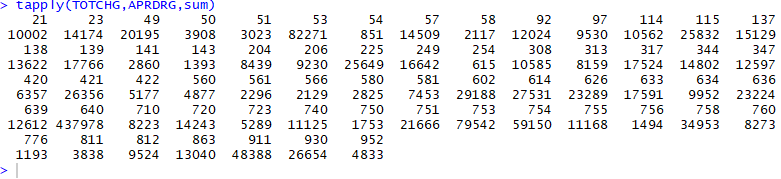 > tapply(TOTCHG,APRDRG,sum)
21 23 49 50 51 53 54 57 58 92 97 114 115 137
10002 14174 20195 3908 3023 82271 851 14509 2117 12024 9530 10562 25832 15129
138 139 141 143 204 206 225 249 254 308 313 317 344 347
13622 17766 2860 1393 8439 9230 25649 16642 615 10585 8159 17524 14802 12597
420 421 422 560 561 566 580 581 602 614 626 633 634 636
6357 26356 5177 4877 2296 2129 2825 7453 29188 27531 23289 17591 9952 23224
639 640 710 720 723 740 750 751 753 754 755 756 758 760
12612 437978 8223 14243 5289 11125 1753 21666 79542 59150 11168 1494 34953 8273
776 811 812 863 911 930 952
1193 3838 9524 13040 48388 26654 4833
>